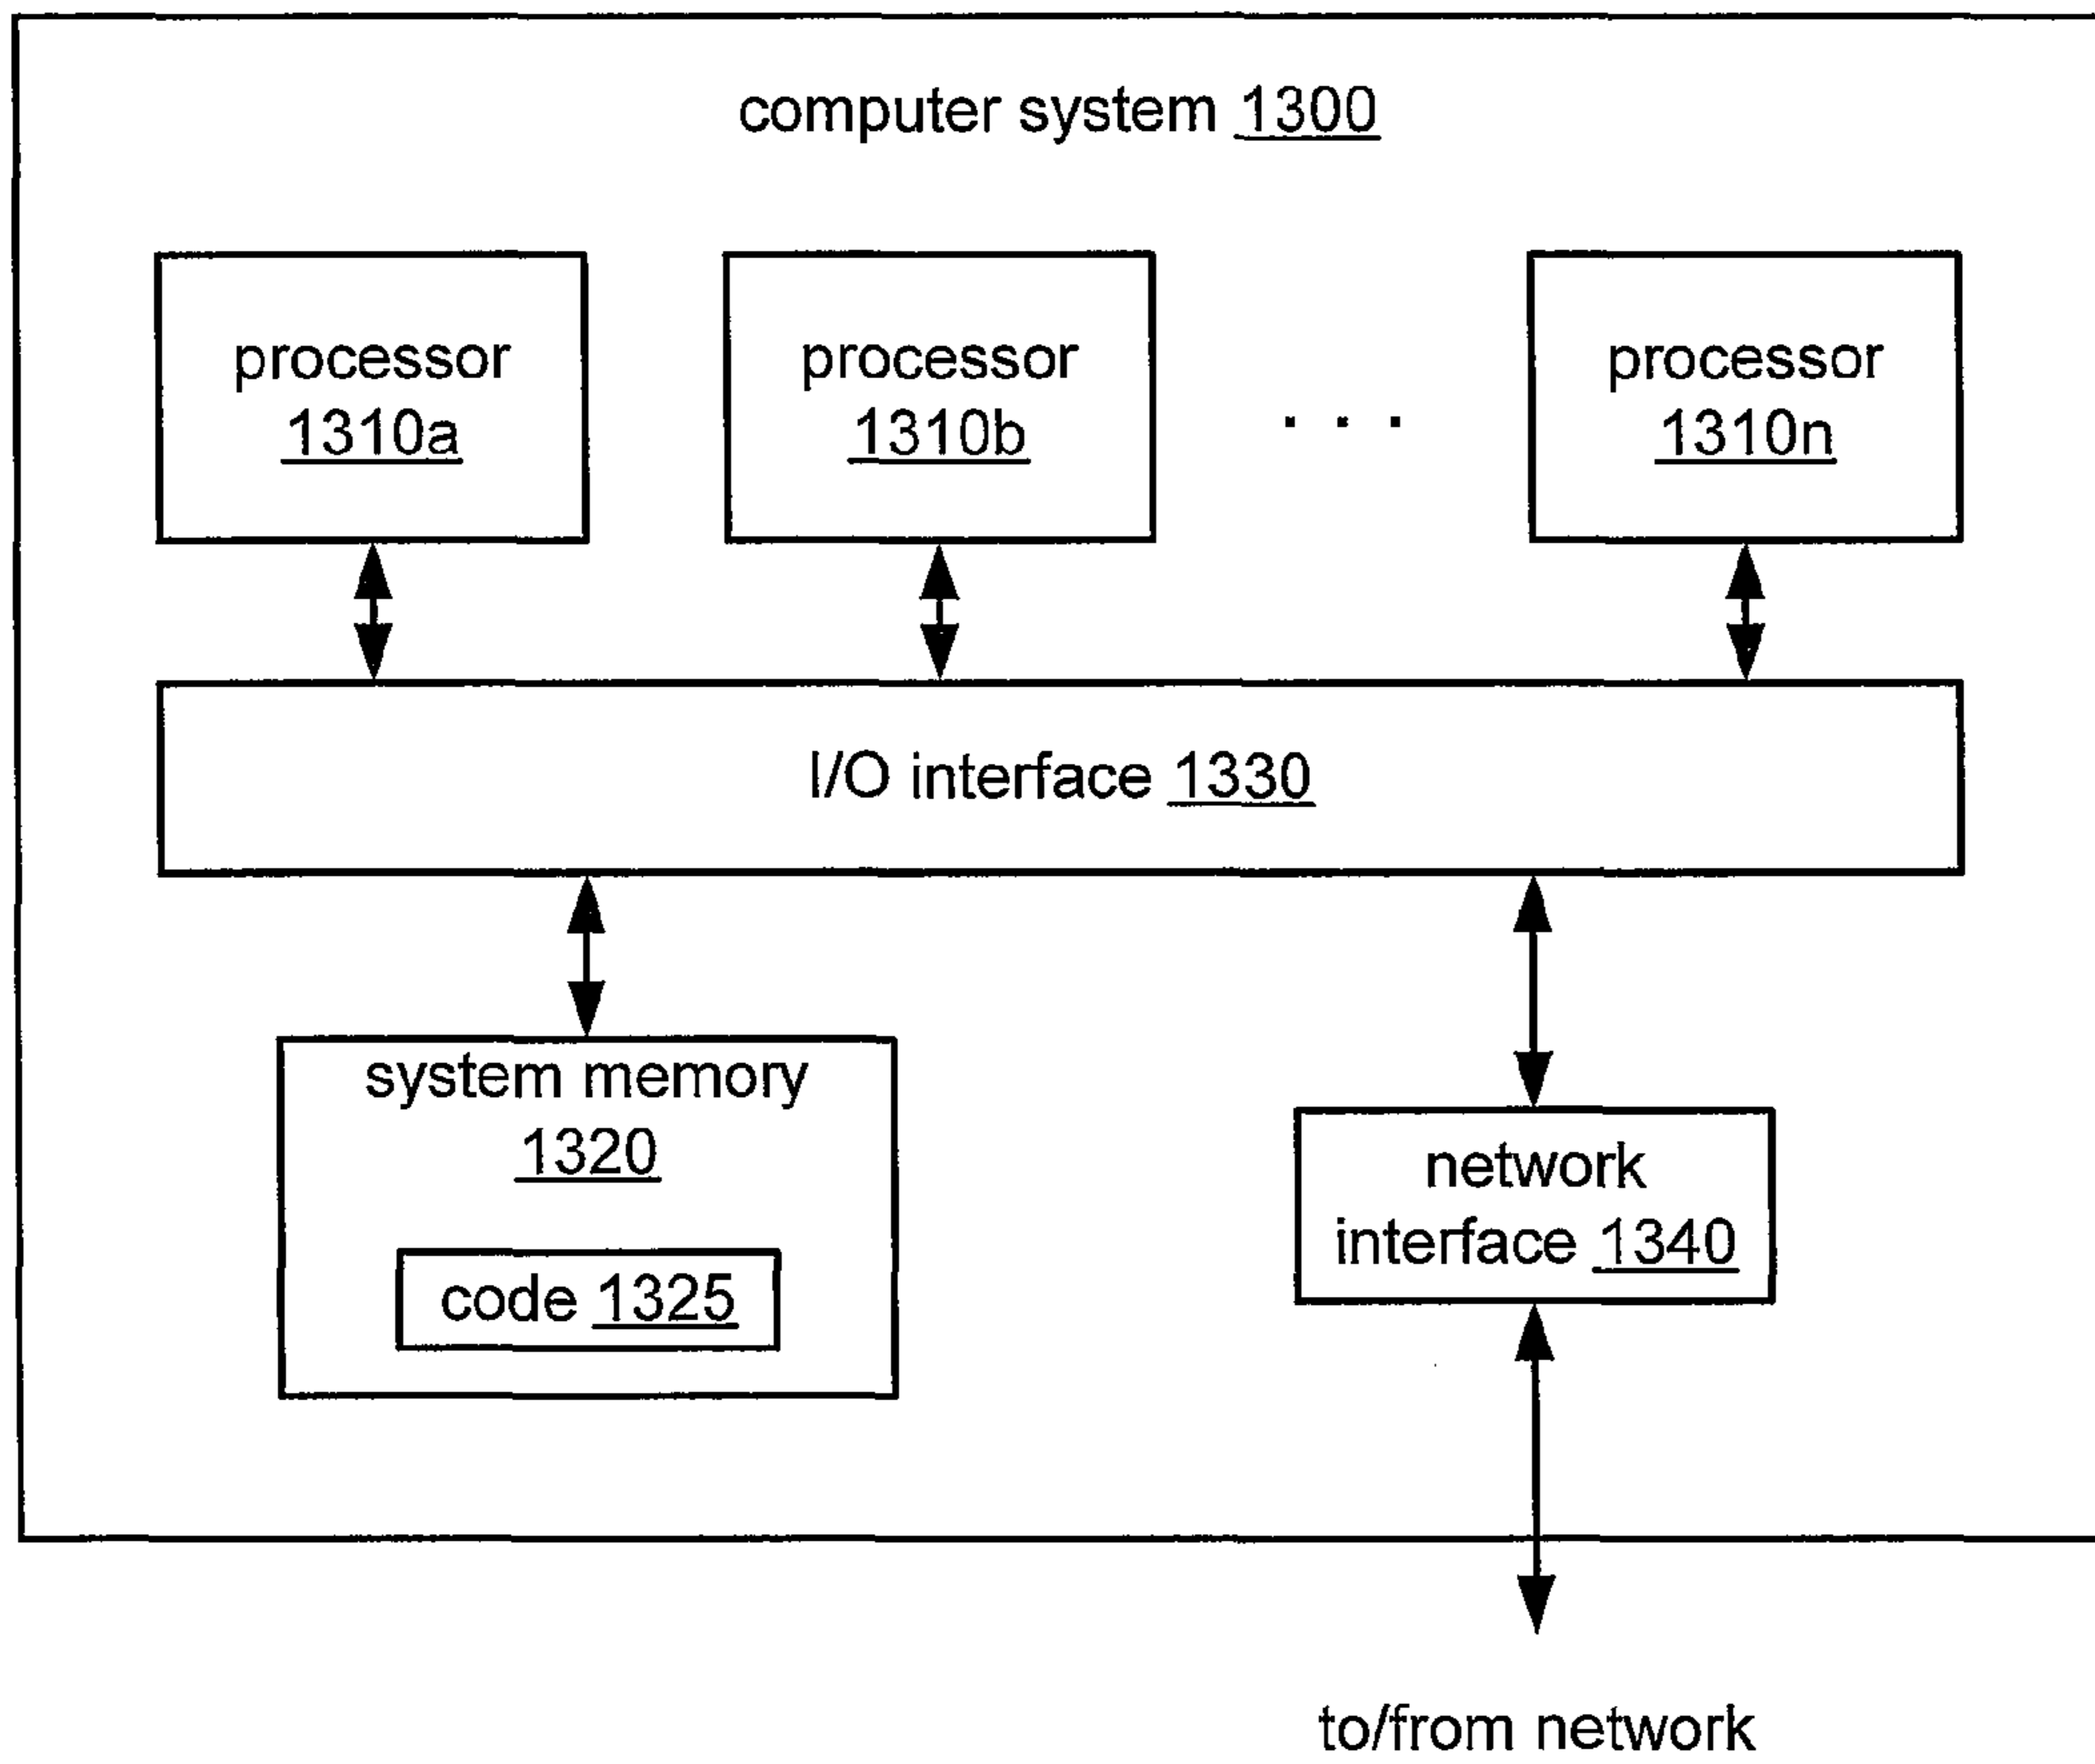 computer system 1300
processor
1310a
processor
1310b
. . .
processor
1310n
I/O interface 1330
system memory
1320
code 1325
network
interface 1340
to/from network